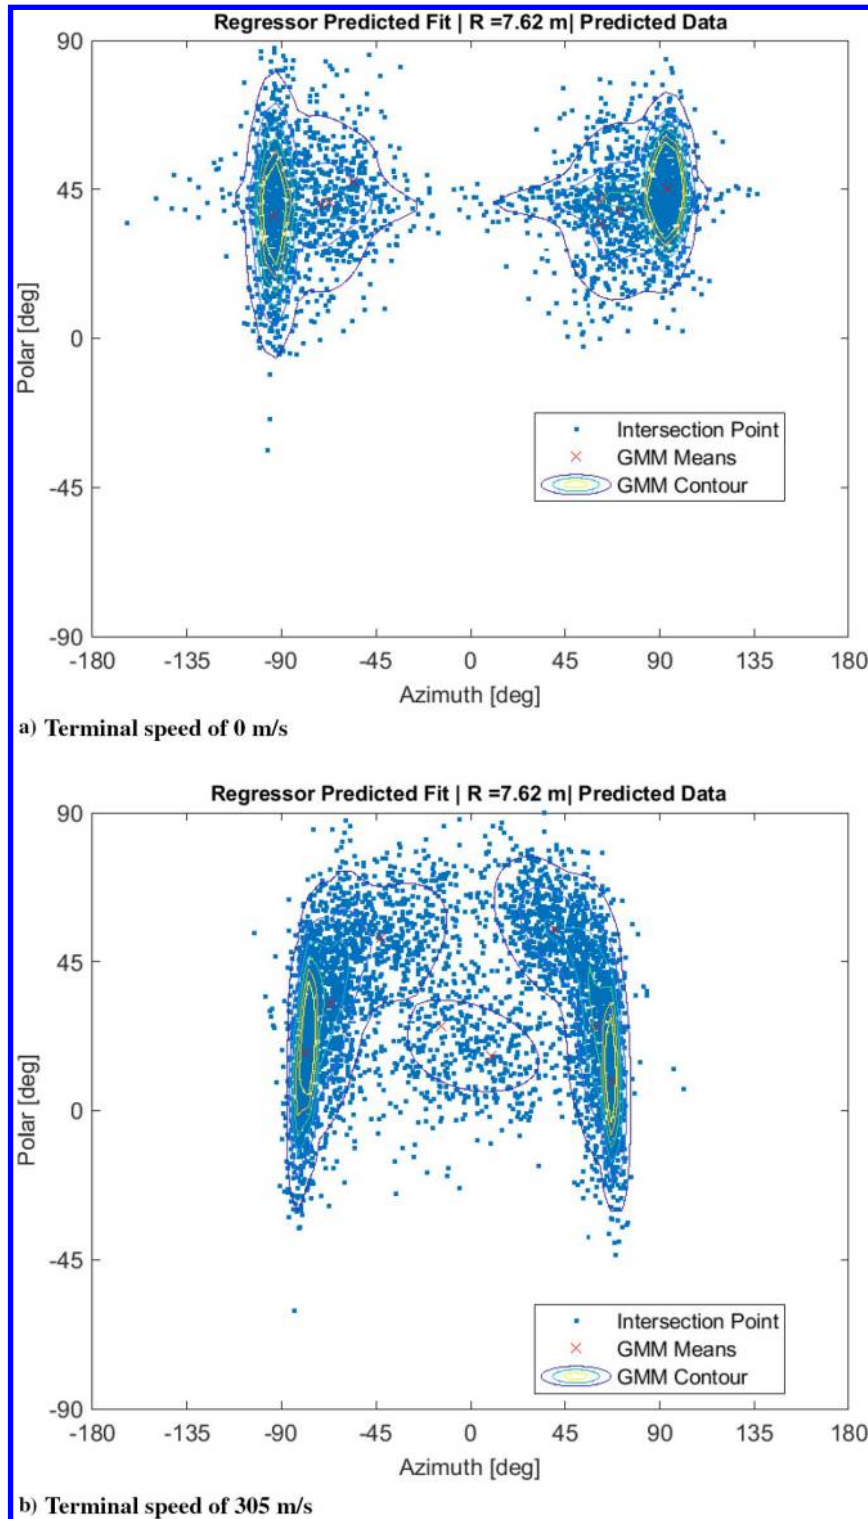 Regressor Predicted Fit | R =7.62 m| Predicted Data
90
45
0
-45
-90
Polar [deg]
Intersection Point
GMM Means
GMM Contour
-180 -135 -90 -45 0 45 90 135 180
Azimuth [deg]
a) Terminal speed of 0 m/s
Regressor Predicted Fit | R =7.62 m| Predicted Data
90
45
0
-45
-90
Polar [deg]
Intersection Point
GMM Means
GMM Contour
-180 -135 -90 -45 0 45 90 135 180
Azimuth [deg]
b) Terminal speed of 305 m/s